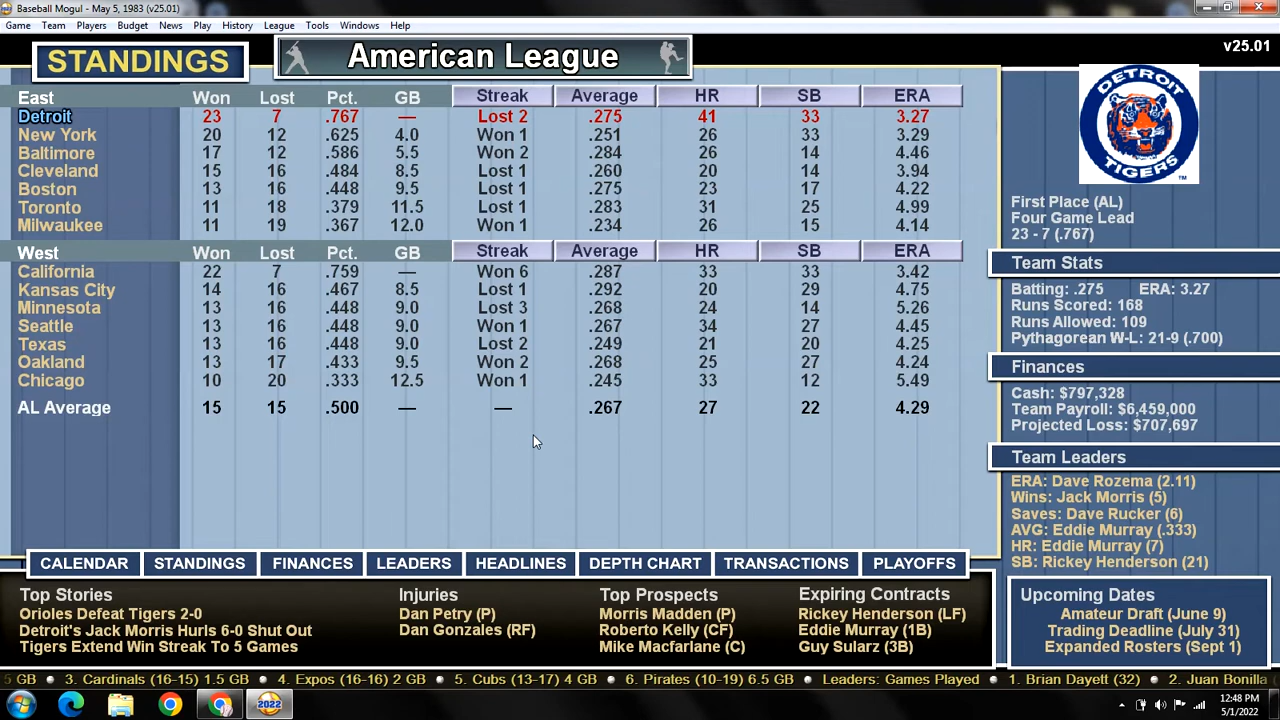 Baseball Mogul - May 5, 1983 (v25.01)
Game Team Players Budget News Play History League Tools Windows Help
STANDINGS American League v25.01
East Won Lost Pct. GB Streak Average HR SB ERA
Detroit 23 7 .767 — Lost 2 .275 41 33 3.27
New York 20 12 .625 4.0 Won 1 .251 26 33 3.29
Baltimore 17 12 .586 5.5 Won 2 .284 26 14 4.46
Cleveland 15 16 .484 8.5 Lost 1 .260 20 14 3.94
Boston 13 16 .448 9.5 Lost 1 .275 23 17 4.22
Toronto 11 18 .379 11.5 Lost 1 .283 31 25 4.99
Milwaukee 11 19 .367 12.0 Won 1 .234 26 15 4.14
West Won Lost Pct. GB Streak Average HR SB ERA
California 22 7 .759 — Won 6 .287 33 33 3.42
Kansas City 14 16 .467 8.5 Lost 1 .292 20 29 4.75
Minnesota 13 16 .448 9.0 Lost 3 .268 24 14 5.26
Seattle 13 16 .448 9.0 Won 1 .267 34 27 4.45
Texas 13 16 .448 9.0 Lost 2 .249 21 20 4.25
Oakland 13 17 .433 9.5 Won 2 .268 25 27 4.24
Chicago 10 20 .333 12.5 Won 1 .245 33 12 5.49
AL Average 15 15 .500 — — .267 27 22 4.29
DETROIT
TIGERS
TM
First Place (AL)
Four Game Lead
23 - 7 (.767)
Team Stats
Batting: .275 ERA: 3.27
Runs Scored: 168
Runs Allowed: 109
Pythagorean W-L: 21-9 (.700)
Finances
Cash: $797,328
Team Payroll: $6,459,000
Projected Loss: $707,697
Team Leaders
ERA: Dave Rozema (2.11)
Wins: Jack Morris (5)
Saves: Dave Rucker (6)
AVG: Eddie Murray (.333)
HR: Eddie Murray (7)
SB: Rickey Henderson (21)
CALENDAR STANDINGS FINANCES LEADERS HEADLINES DEPTH CHART TRANSACTIONS PLAYOFFS
Top Stories
Orioles Defeat Tigers 2-0
Detroit's Jack Morris Hurls 6-0 Shut Out
Tigers Extend Win Streak To 5 Games
Injuries
Dan Petry (P)
Dan Gonzales (RF)
Top Prospects
Morris Madden (P)
Roberto Kelly (CF)
Mike Macfarlane (C)
Expiring Contracts
Rickey Henderson (LF)
Eddie Murray (1B)
Guy Sularz (3B)
Upcoming Dates
Amateur Draft (June 9)
Trading Deadline (July 31)
Expanded Rosters (Sept 1)
5 GB • 3. Cardinals (16-15) 1.5 GB • 4. Expos (16-16) 2 GB • 5. Cubs (13-17) 4 GB • 6. Pirates (10-19) 6.5 GB • Leaders: Games Played • 1. Brian Dayett (32) • 2. Juan Bonilla
2022
12:48 PM
5/1/2022